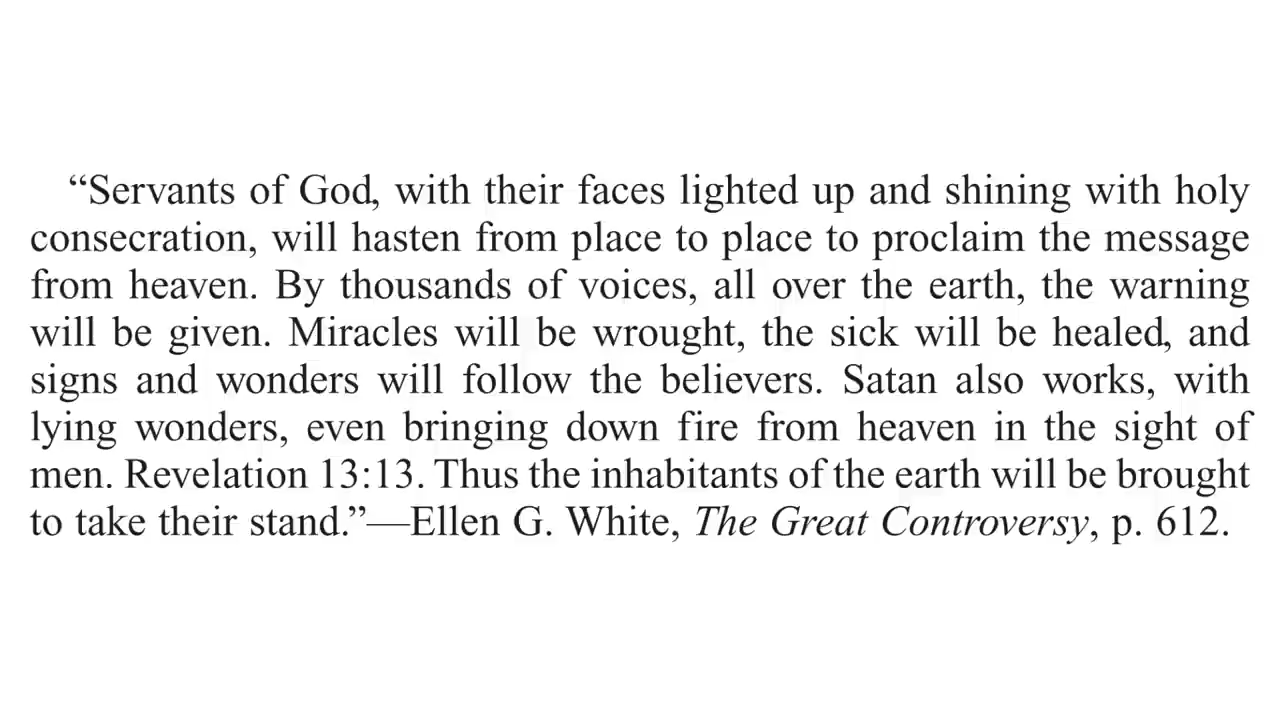 “Servants of God, with their faces lighted up and shining with holy
consecration, will hasten from place to place to proclaim the message
from heaven. By thousands of voices, all over the earth, the warning
will be given. Miracles will be wrought, the sick will be healed, and
signs and wonders will follow the believers. Satan also works, with
lying wonders, even bringing down fire from heaven in the sight of
men. Revelation 13:13. Thus the inhabitants of the earth will be brought
to take their stand.”—Ellen G. White, The Great Controversy, p. 612.